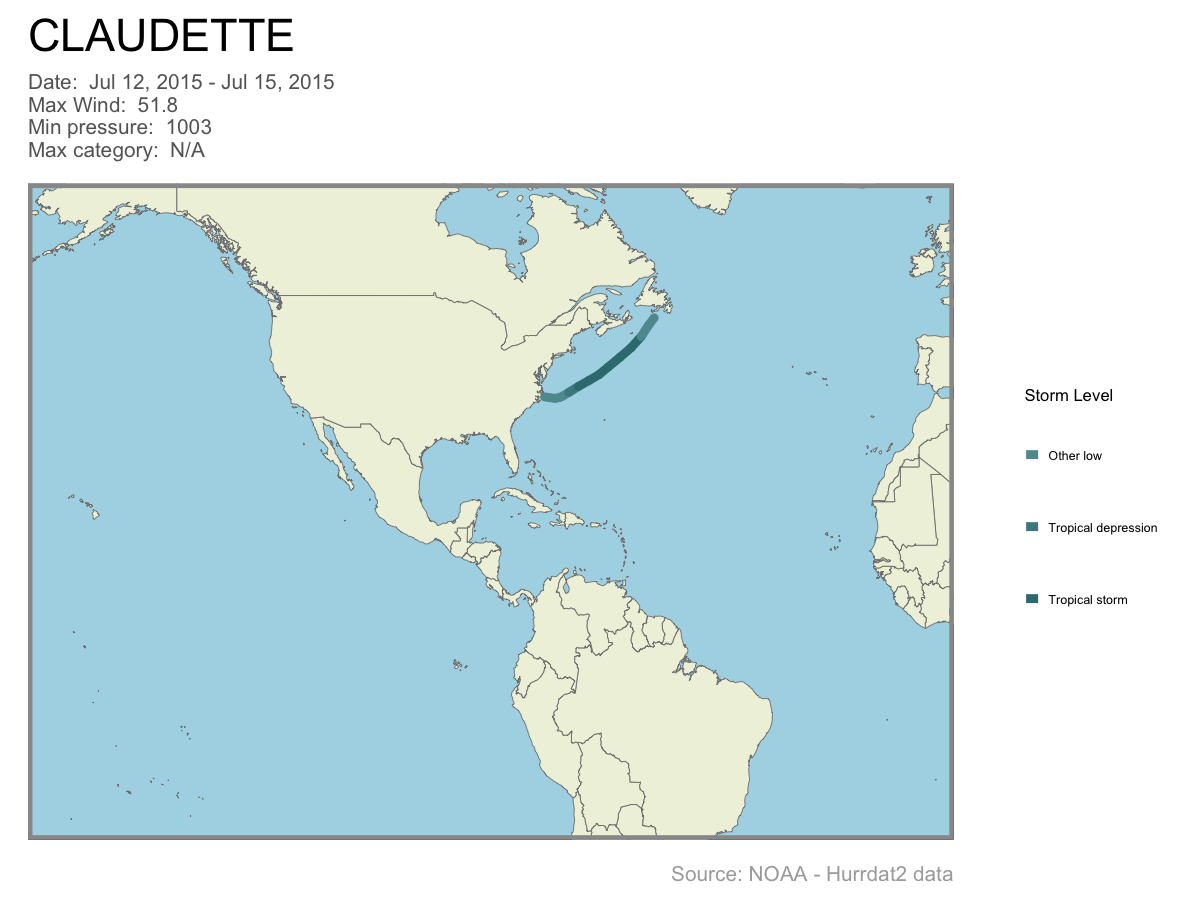 CLAUDETTE
Date:  Jul 12, 2015 - Jul 15, 2015
Max Wind:  51.8
Min pressure:  1003
Max category:  N/A
Storm Level
Other low
Tropical depression
Tropical storm
Source: NOAA - Hurrdat2 data